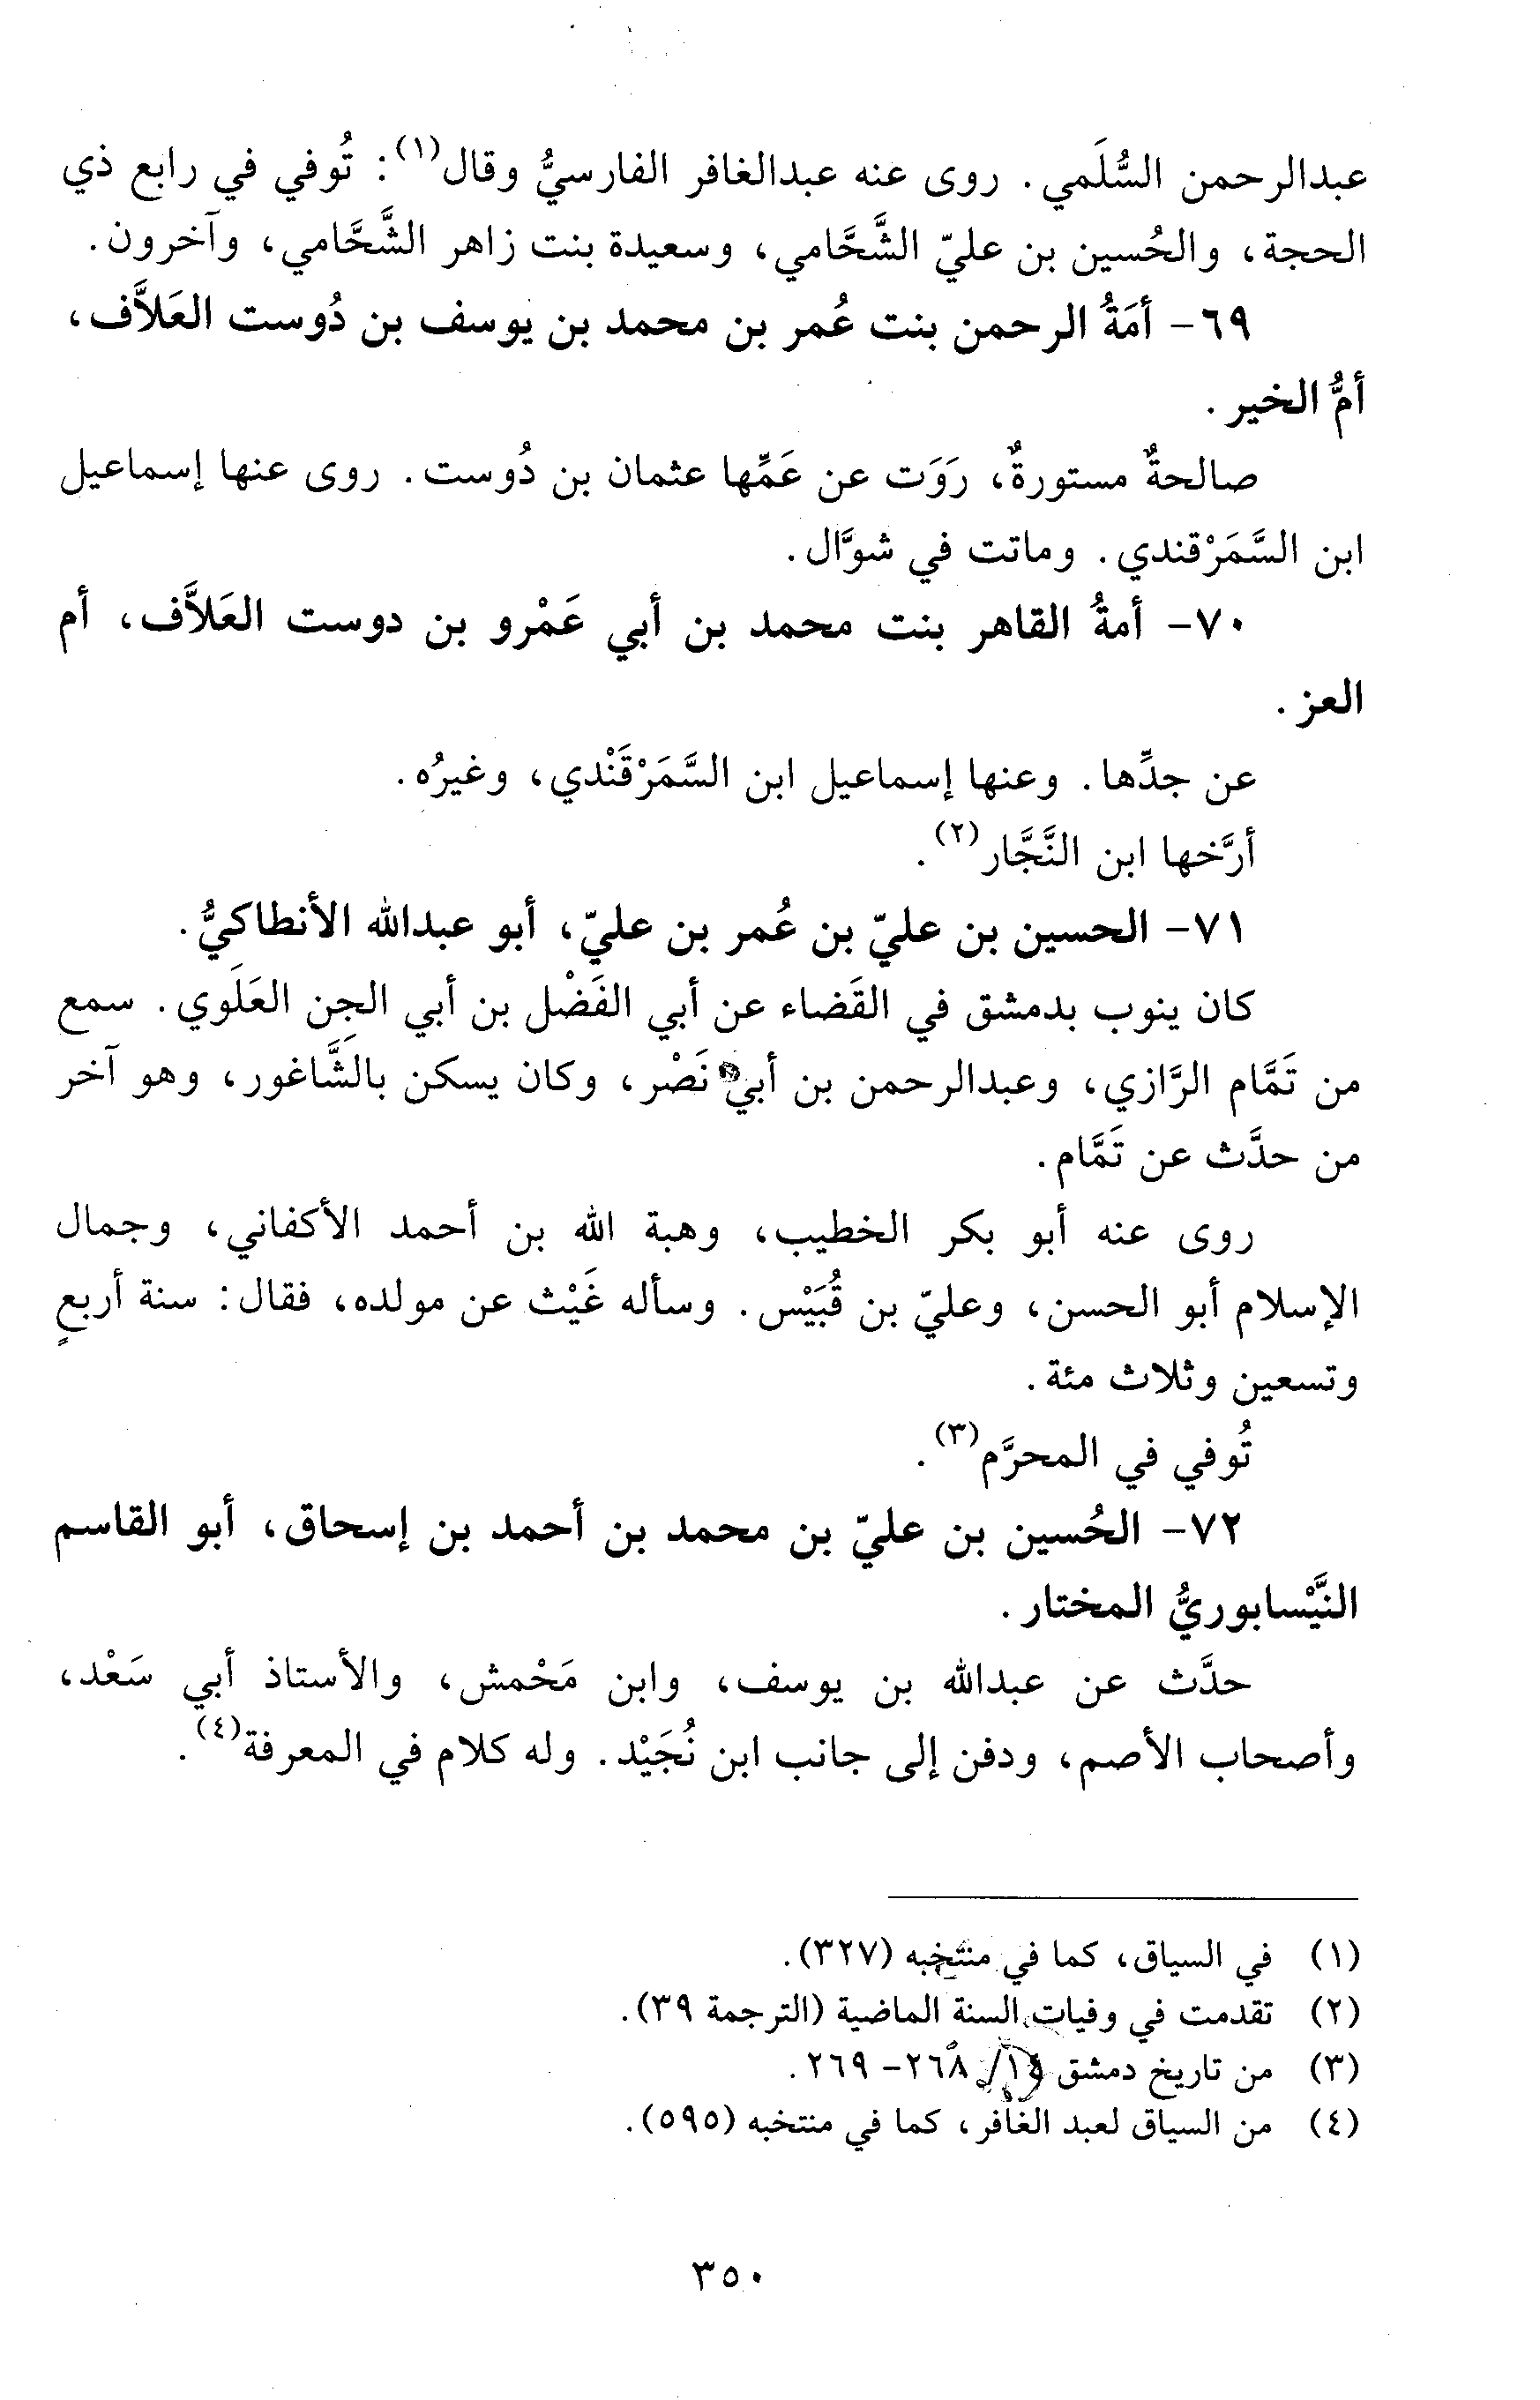 عبدالرحمن السُّلَمي. روى عنه عبدالغافر الفارسيُّ وقال(١): تُوفي في رابع ذي
الحجة، والحُسين بن عليّ الشَّحَّامي، وسعيدة بنت زاهر الشَّحَّامي، وآخرون.
٦٩- أمَةُ الرحمن بنت عُمر بن محمد بن يوسف بن دُوست العَلاَّف،
أمُّ الخير.
صالحةٌ مستورةٌ، رَوَت عن عَمِّها عثمان بن دُوست. روى عنها إسماعيل
ابن السَّمَرْقندي. وماتت في شوَّال.
٧٠- أمةُ القاهر بنت محمد بن أبي عَمْرو بن دوست العَلاَّف، أم
العز.
عن جدِّها. وعنها إسماعيل ابن السَّمَرْقَنْدي، وغيرُه.
أرَّخها ابن النَّجَّار(٢).
٧١- الحسين بن عليّ بن عُمر بن عليّ، أبو عبدالله الأنطاكيُّ.
كان ينوب بدمشق في القَضاء عن أبي الفَضْل بن أبي الجِن العَلَوي. سمع
من تَمَّام الرَّازي، وعبدالرحمن بن أبي نَصْر، وكان يسكن بالشَّاغور، وهو آخر
من حدَّث عن تَمَّام.
روى عنه أبو بكر الخطيب، وهبة الله بن أحمد الأكفاني، وجمال
الإسلام أبو الحسن، وعليّ بن قُبَيْس. وسأله غَيْث عن مولده، فقال: سنة أربعٍ
وتسعين وثلاث مئة.
تُوفي في المحرَّم(٣).
٧٢- الحُسين بن عليّ بن محمد بن أحمد بن إسحاق، أبو القاسم
النَّيْسابوريُّ المختار.
حدَّث عن عبدالله بن يوسف، وابن مَحْمش، والأستاذ أبي سَعْد،
وأصحاب الأصم، ودفن إلى جانب ابن نُجَيْد. وله كلام في المعرفة(٤).
(١) في السياق، كما في منتخبه (٣٢٧).
(٢) تقدمت في وفيات السنة الماضية (الترجمة ٣٩).
(٣) من تاريخ دمشق ١٤/ ٢٦٨- ٢٦٩.
(٤) من السياق لعبد الغافر، كما في منتخبه (٥٩٥).
٣٥٠